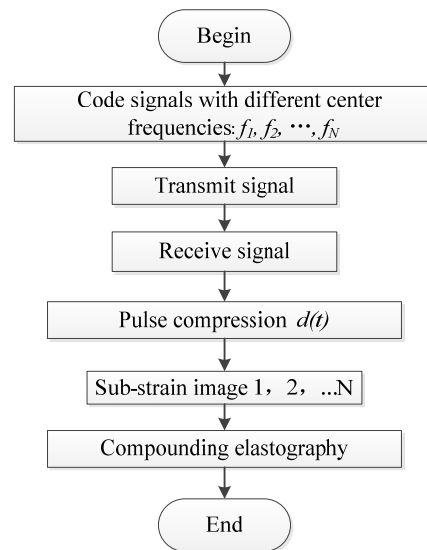 Begin
Code signals with different center
frequencies: f1, f2, ···, fN
Transmit signal
Receive signal
Pulse compression d(t)
Sub-strain image 1， 2， ...N
Compounding elastography
End